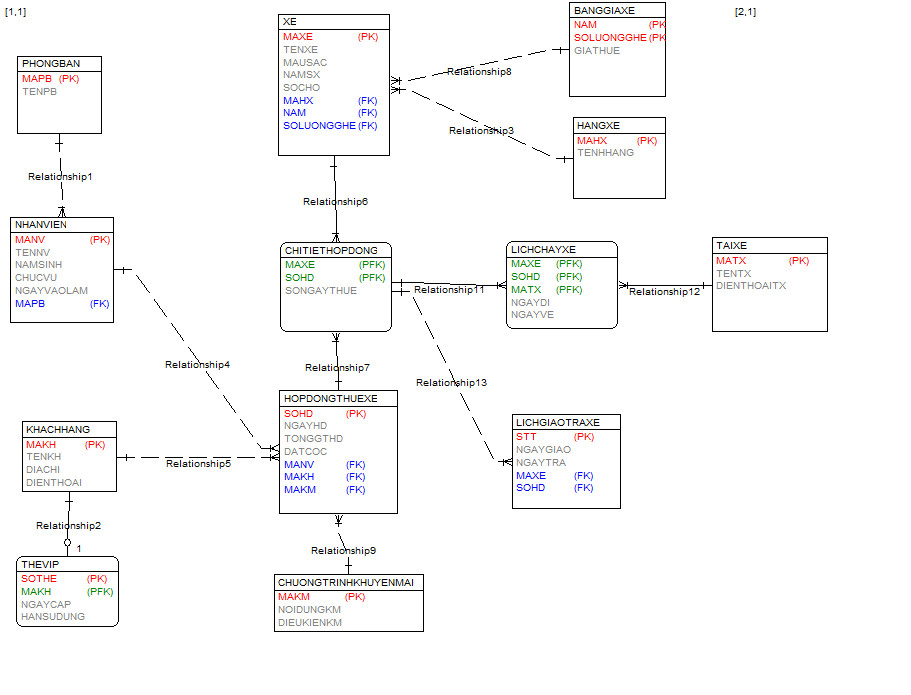 [1,1]
[2,1]
PHONGBAN
MAPB (PK)
TENPB
XE
MAXE (PK)
TENXE
MAUSAC
NAMSX
SOCHO
MAHX (FK)
NAM (FK)
SOLUONGGHE (FK)
BANGGIAXE
NAM (PK
SOLUONGGHE (PK
GIATHUE
Relationship8
HANGXE
MAHX (PK)
TENHHANG
Relationship3
Relationship1
Relationship6
NHANVIEN
MANV (PK)
TENNV
NAMSINH
CHUCVU
NGAYVAOLAM
MAPB (FK)
CHITIETHOPDONG
MAXE (PFK)
SOHD (PFK)
SONGAYTHUE
Relationship11
LICHCHAYXE
MAXE (PFK)
SOHD (PFK)
MATX (PFK)
NGAYDI
NGAYVE
Relationship12
TAIXE
MATX (PK)
TENTX
DIENTHOAITX
Relationship4
Relationship7
Relationship13
HOPDONGTHUEXE
SOHD (PK)
NGAYHD
TONGGTHD
DATCOC
MANV (FK)
MAKH (FK)
MAKM (FK)
LICHGIAOTRAXE
STT (PK)
NGAYGIAO
NGAYTRA
MAXE (FK)
SOHD (FK)
KHACHHANG
MAKH (PK)
TENKH
DIACHI
DIENTHOAI
Relationship5
Relationship2
1
THEVIP
SOTHE (PK)
MAKH (PFK)
NGAYCAP
HANSUDUNG
Relationship9
CHUONGTRINHKHUYENMAI
MAKM (PK)
NOIDUNGKM
DIEUKIENKM